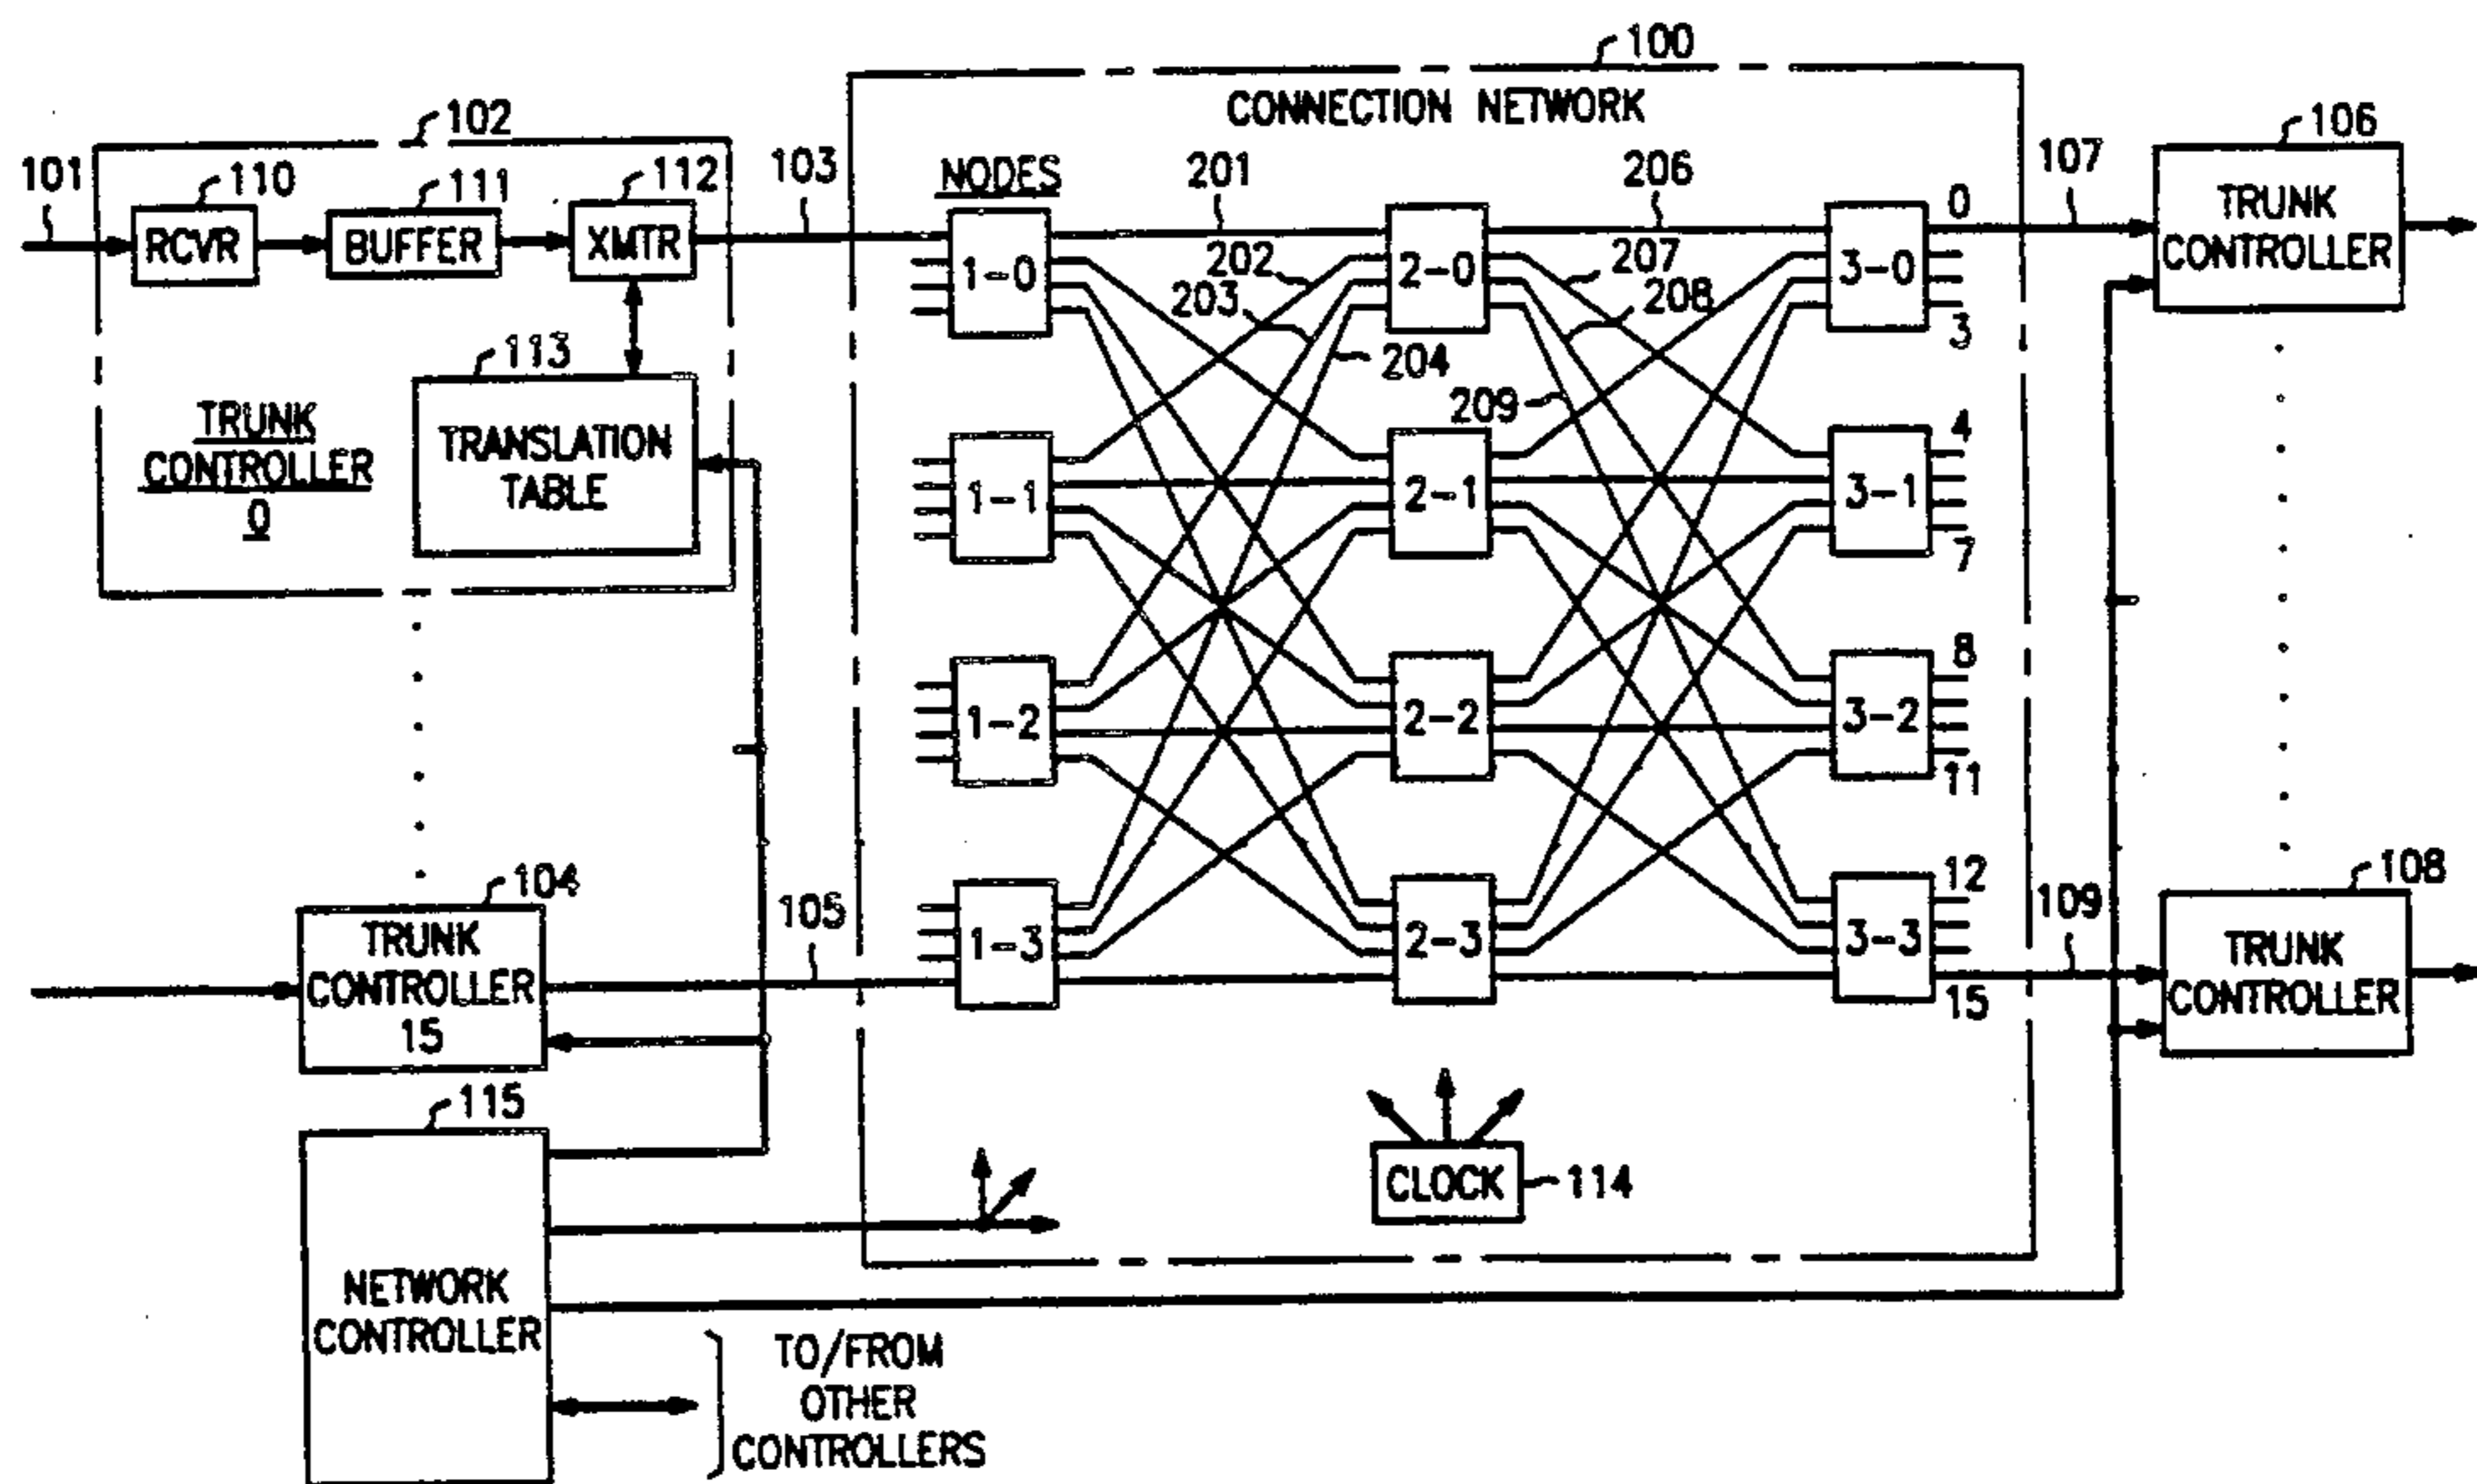 100
CONNECTION NETWORK
102
106
101
110
111
112
103
NODES
201
206
0
107
TRUNK
CONTROLLER
RCVR
BUFFER
XMTR
1-0
202
203
2-0
207
208
3-0
3
204
113
TRANSLATION
TABLE
TRUNK
CONTROLLER
0
209
4
1-1
2-1
3-1
7
8
1-2
2-2
3-2
11
104
TRUNK
CONTROLLER
15
105
1-3
2-3
3-3
12
109
15
108
TRUNK
CONTROLLER
115
CLOCK
114
NETWORK
CONTROLLER
TO/FROM
OTHER
CONTROLLERS